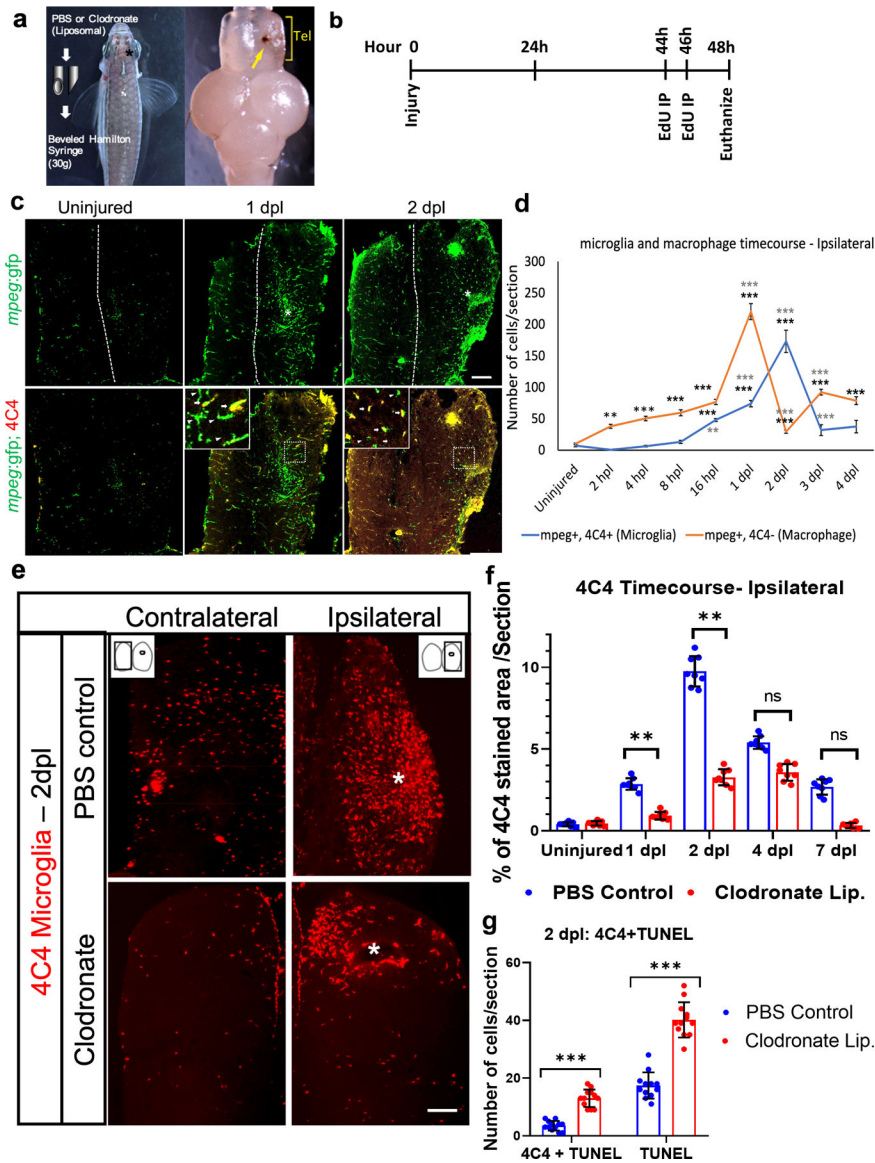 a
PBS or Clodronate
(Liposomal)
*
Beveled Hamilton
Syringe
(30g)
Tel
b
Hour 0 24h 44h 46h 48h
Injury
EdU IP
EdU IP
Euthanize
c
Uninjured 1 dpl 2 dpl
mpeg:gfp
* *
mpeg:gfp; 4C4
d
microglia and macrophage timecourse - Ipsilateral
Number of cells/section
300
250
200
150
100
50
0
** *** *** *** *** ** *** *** *** *** *** *** *** *** *** *** *** ***
Uninjured 2 hpl 4 hpl 8 hpl 16 hpl 1 dpl 2 dpl 3 dpl 4 dpl
mpeg+, 4C4+ (Microglia) mpeg+, 4C4- (Macrophage)
e
Contralateral Ipsilateral
4C4 Microglia – 2dpl
PBS control
*
Clodronate
*
f
4C4 Timecourse- Ipsilateral
% of 4C4 stained area /Section
10
5
0
** ** ns ns
Uninjured 1 dpl 2 dpl 4 dpl 7 dpl
PBS Control Clodronate Lip.
g
2 dpl: 4C4+TUNEL
Number of cells/section
60
40
20
0
*** ***
4C4 + TUNEL TUNEL
PBS Control
Clodronate Lip.